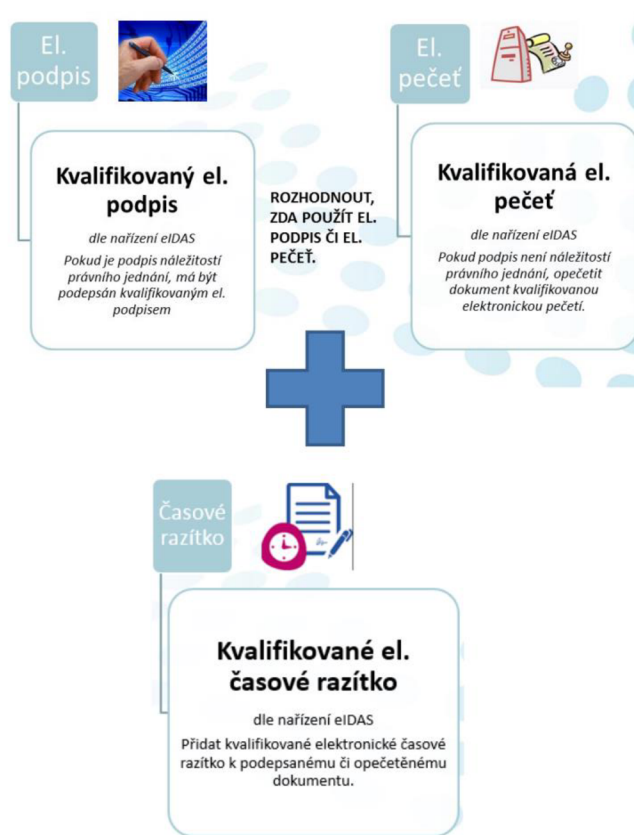 El.
podpis
Kvalifikovaný el.
podpis
dle nařízení eIDAS
Pokud je podpis náležitostí
právního jednání, má být
podepsán kvalifikovaným el.
podpisem
ROZHODNOUT,
ZDA POUŽÍT EL.
PODPIS ČI EL.
PEČEŤ.
El.
pečeť
Kvalifikovaná el.
pečeť
dle nařízení eIDAS
Pokud podpis není náležitostí
právního jednání, opečetit
dokument kvalifikovanou
elektronickou pečetí.
Časové
razítko
Kvalifikované el.
časové razítko
dle nařízení eIDAS
Přidat kvalifikované elektronické časové
razítko k podepsanému či opečetěnému
dokumentu.